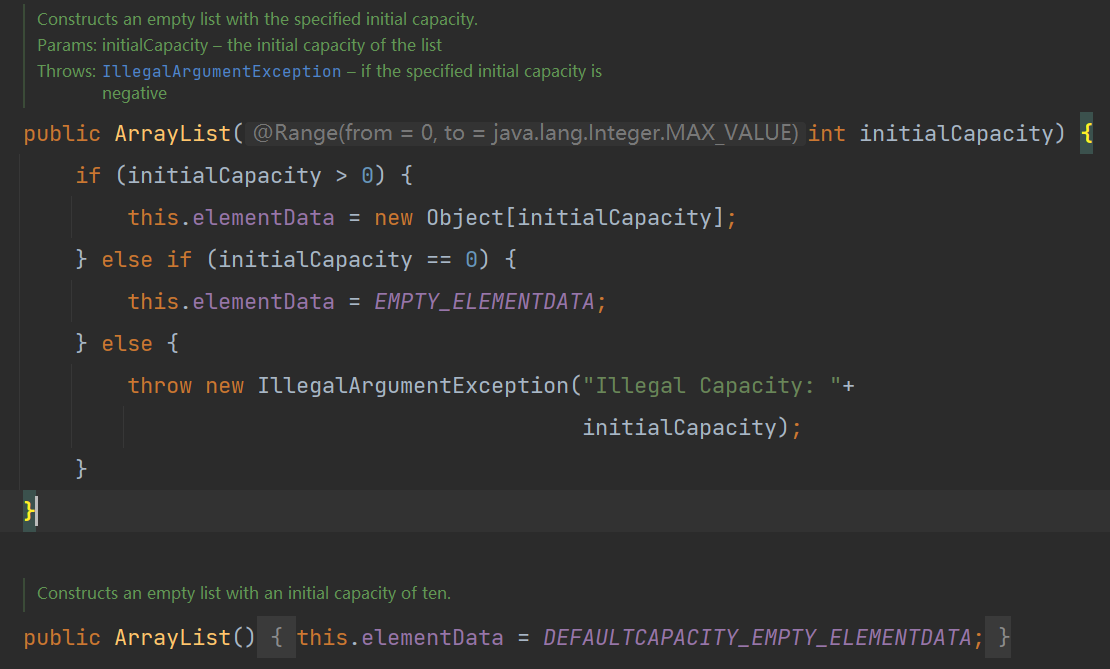 Constructs an empty list with the specified initial capacity.
Params: initialCapacity – the initial capacity of the list
Throws: IllegalArgumentException – if the specified initial capacity is
negative
public ArrayList( @Range(from = 0, to = java.lang.Integer.MAX_VALUE) int initialCapacity) {
if (initialCapacity > 0) {
this.elementData = new Object[initialCapacity];
} else if (initialCapacity == 0) {
this.elementData = EMPTY_ELEMENTDATA;
} else {
throw new IllegalArgumentException("Illegal Capacity: "+
initialCapacity);
}
}
Constructs an empty list with an initial capacity of ten.
public ArrayList() { this.elementData = DEFAULTCAPACITY_EMPTY_ELEMENTDATA; }